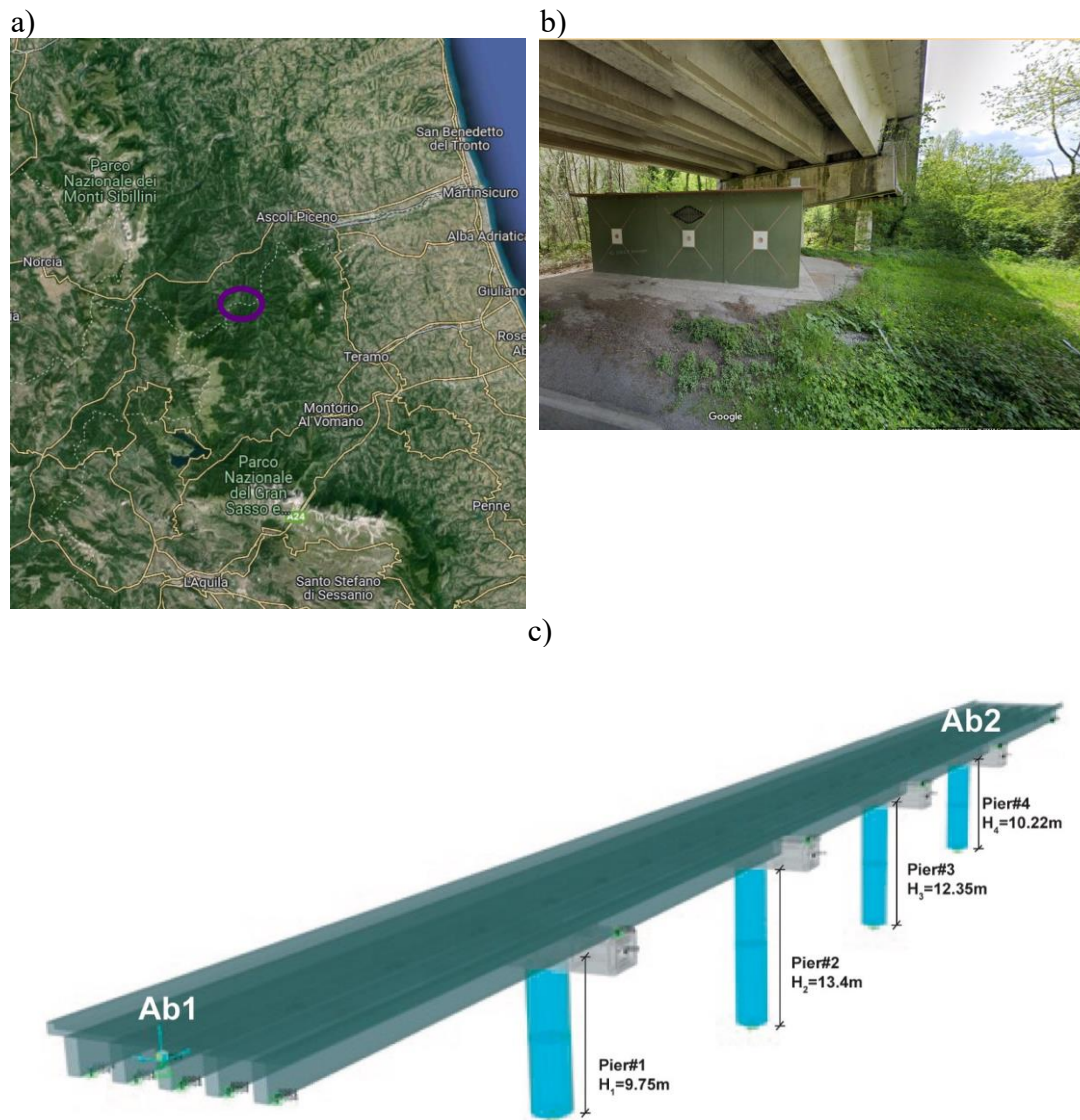 a)
b)
San Benedetto
del Tronto
Parco
Nazionale dei
Monti Sibillini
Martinsicuro
Ascoli Piceno
Alba Adriatica
Norcia
Giuliano
Teramo
Montorio
Al Vomano
Parco
Nazionale
del Gran
Sasso e...
A24
Penne
L'Aquila
Santo Stefano
di Sessanio
Google
c)
Ab2
Pier#4
H₄=10.22m
Pier#3
H₃=12.35m
Ab1
Pier#2
H₂=13.4m
Pier#1
H₁=9.75m